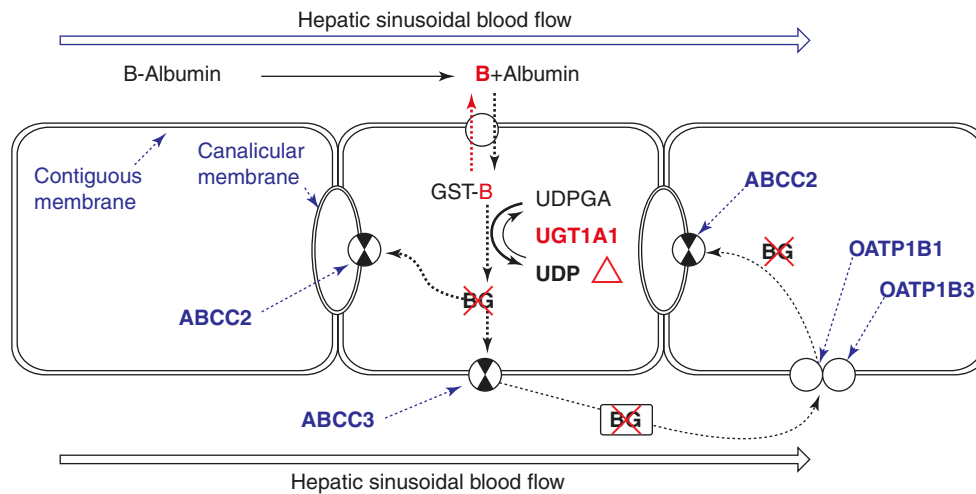 Hepatic sinusoidal blood flow
B-Albumin
B+Albumin
Contiguous
membrane
Canalicular
membrane
GST-B
UDPGA
UGT1A1
UDP
ABCC2
BG
OATP1B1
OATP1B3
BG
ABCC2
ABCC3
BG
Hepatic sinusoidal blood flow